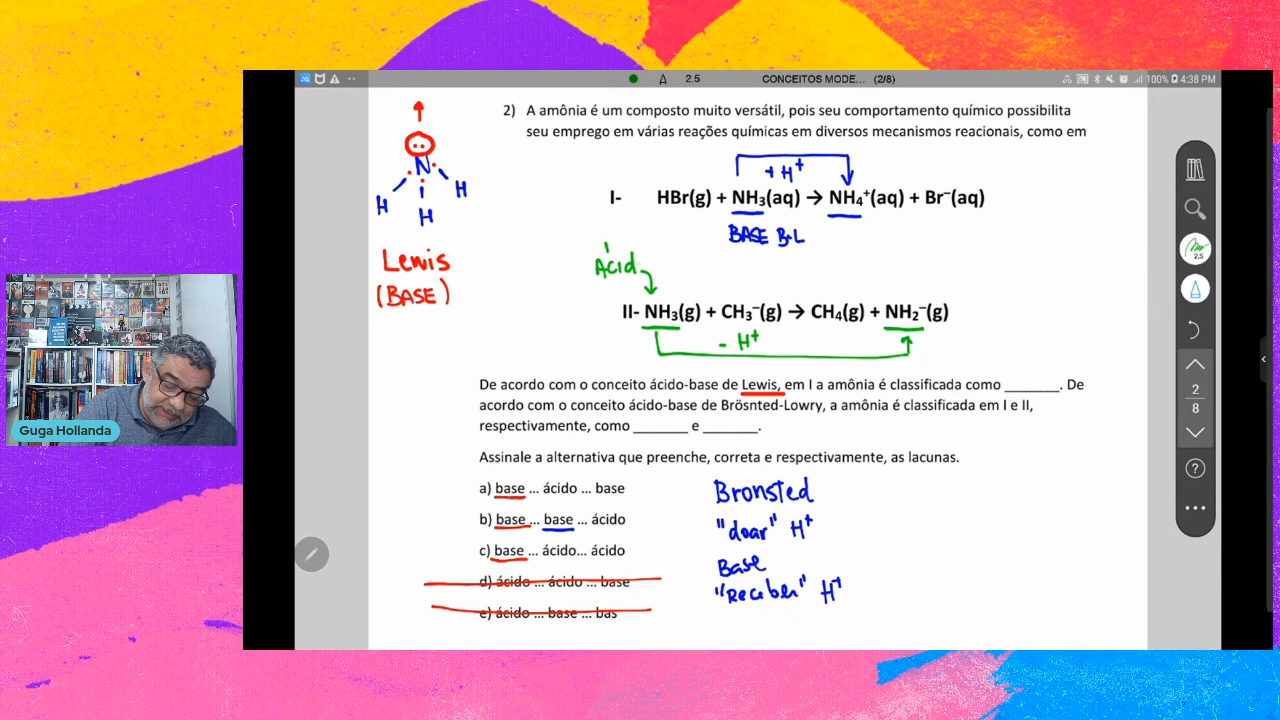 2.5
CONCEITOS MODE... (2/8)
100% 4:38 PM
2) A amônia é um composto muito versátil, pois seu comportamento químico possibilita
seu emprego em várias reações químicas em diversos mecanismos reacionais, como em
+ H⁺
I- HBr(g) + NH₃(aq) → NH₄⁺(aq) + Br⁻(aq)
BASE B.L
N
H H H
Lewis
(BASE)
Ácid
II- NH₃(g) + CH₃⁻(g) → CH₄(g) + NH₂⁻(g)
- H⁺
De acordo com o conceito ácido-base de Lewis, em I a amônia é classificada como _______. De
acordo com o conceito ácido-base de Brösnted-Lowry, a amônia é classificada em I e II,
respectivamente, como _______ e _______.
Assinale a alternativa que preenche, correta e respectivamente, as lacunas.
a) base ... ácido ... base
b) base ... base ... ácido
c) base ... ácido... ácido
d) ácido ... ácido ... base
e) ácido ... base ... bas
Bronsted
"doar" H⁺
Base
"Receber" H⁺
Guga Hollanda
2,5
2
8